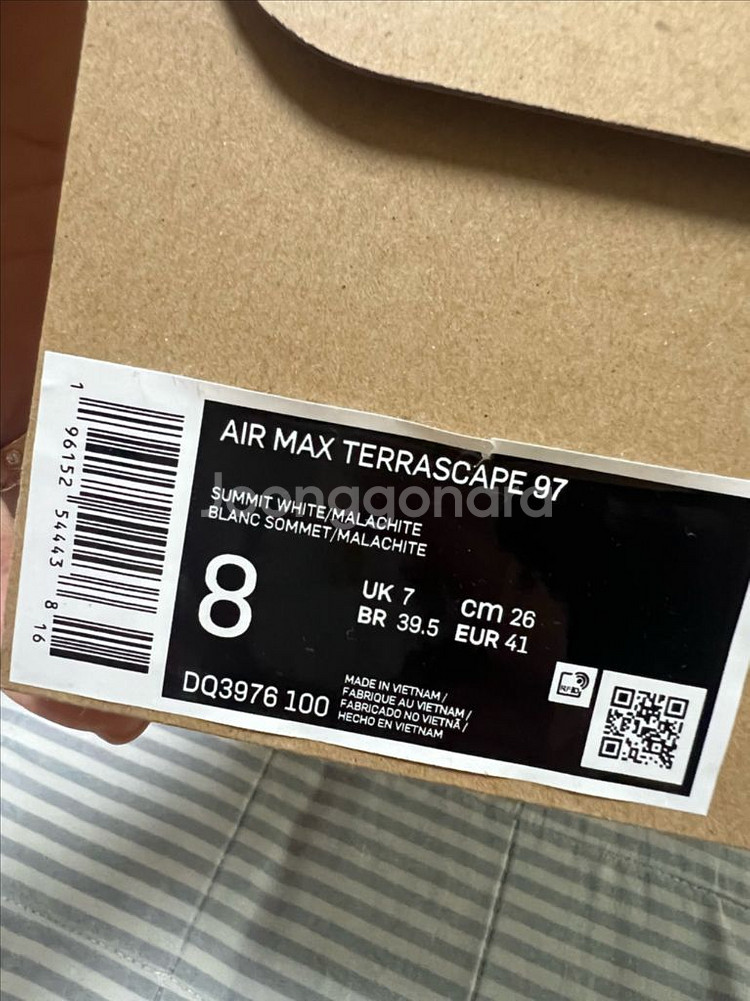 AIR MAX TERRASCAPE 97
Joonggonara
SUMMIT WHITE/MALACHITE
BLANC SOMMET/MALACHITE
8
UK 7
cm 26
BR 39.5
EUR 41
DQ3976 100
MADE IN VIETNAM /
FABRIQUE AU VIETNAM /
FABRICADO NO VIETNÃ /
HECHO EN VIETNAM
RFID
1 96152 54443 8 16